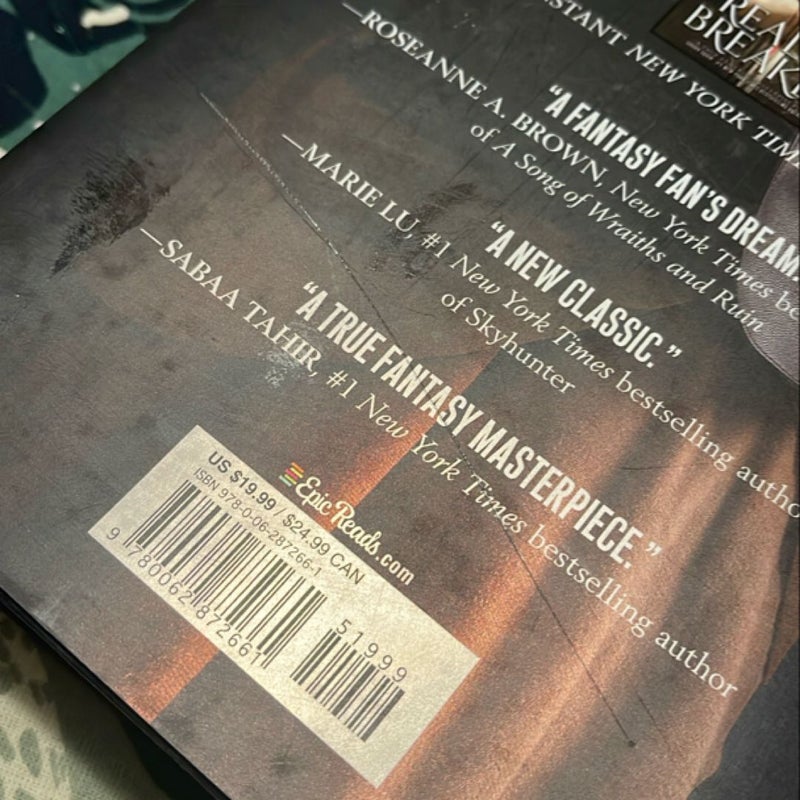 REA
BREAKE
STANT NEW YORK TIM
“A FANTASY FAN'S DREAM
—ROSEANNE A. BROWN, New York Times be
of A Song of Wraiths and Ruin
“A NEW CLASSIC.”
—MARIE LU, #1 New York Times bestselling autho
of Skyhunter
“A TRUE FANTASY MASTERPIECE.”
—SABAA TAHIR, #1 New York Times bestselling author
EpicReads.com
US $19.99 / $24.99 CAN
ISBN 978-0-06-287266-1
51999
9 780062 872661